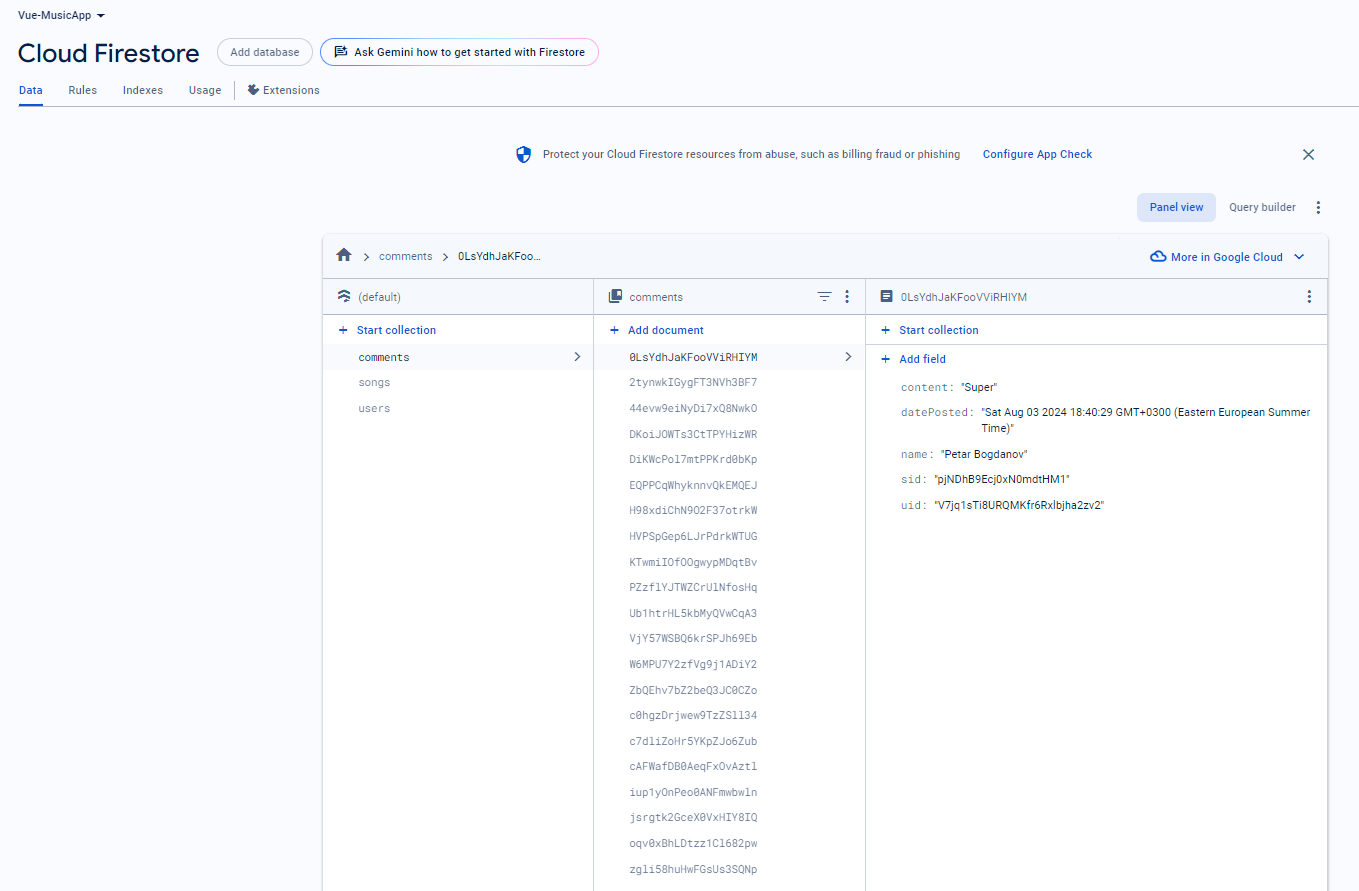 Vue-MusicApp
Cloud Firestore
Add database
Ask Gemini how to get started with Firestore
Data
Rules
Indexes
Usage
Extensions
Protect your Cloud Firestore resources from abuse, such as billing fraud or phishing
Configure App Check
Panel view
Query builder
comments
0LsYdhJaKFoo...
More in Google Cloud
(default)
Start collection
comments
songs
users
comments
Add document
0LsYdhJaKFooVViRHIYM
2tynwkIGygFT3NVh3BF7
44evw9eiNyDi7xQ8NwkO
DKoiJOWTs3CtTPYHizWR
DiKWcPol7mtPPKrd0bKp
EQPPCqWhyknnvQkEMQEJ
H98xdiChN9O2F37otrkW
HVPSpGep6LJrPdrkWTUG
KTwmiIOfOOgwypMDqtBv
PZzflYJTWZCrUlNfosHq
Ub1htrHL5kbMyQVwCqA3
VjY57WSBQ6krSPJh69Eb
W6MPU7Y2zfVg9j1ADiY2
ZbQEhv7bZ2beQ3JC0CZo
c0hgzDrjwew9TzZSll34
c7dliZoHr5YKpZJo6Zub
cAFWafDB0AeqFxOvAztl
iup1yOnPeo0ANFmwbwln
jsrgtk2GceX0VxHIY8IQ
oqv0xBhLDtzz1Cl682pw
zgli58huHwFGsUs3SQNp
0LsYdhJaKFooVViRHIYM
Start collection
Add field
content: "Super"
datePosted: "Sat Aug 03 2024 18:40:29 GMT+0300 (Eastern European Summer
Time)"
name: "Petar Bogdanov"
sid: "pjNDhB9Ecj0xN0mdtHM1"
uid: "V7jq1sTi8URQMKfr6Rxlbjha2zv2"